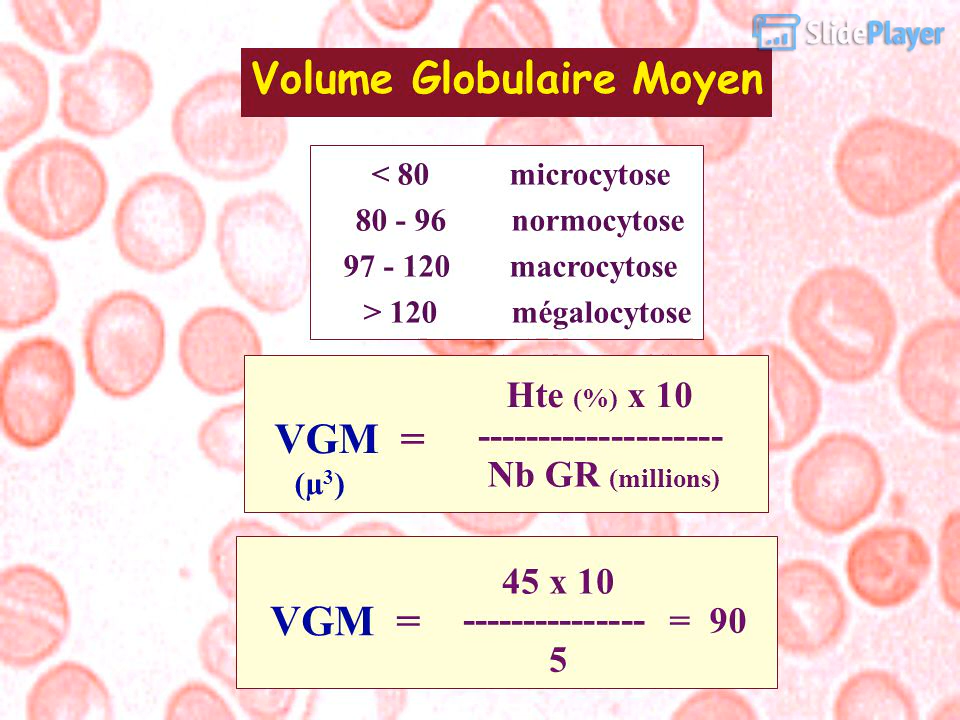 SlidePlayer
Volume Globulaire Moyen
< 80 microcytose
80 - 96 normocytose
97 - 120 macrocytose
> 120 mégalocytose
Hte (%) x 10
VGM = --------------------
(µ³) Nb GR (millions)
45 x 10
VGM = --------------- = 90
5